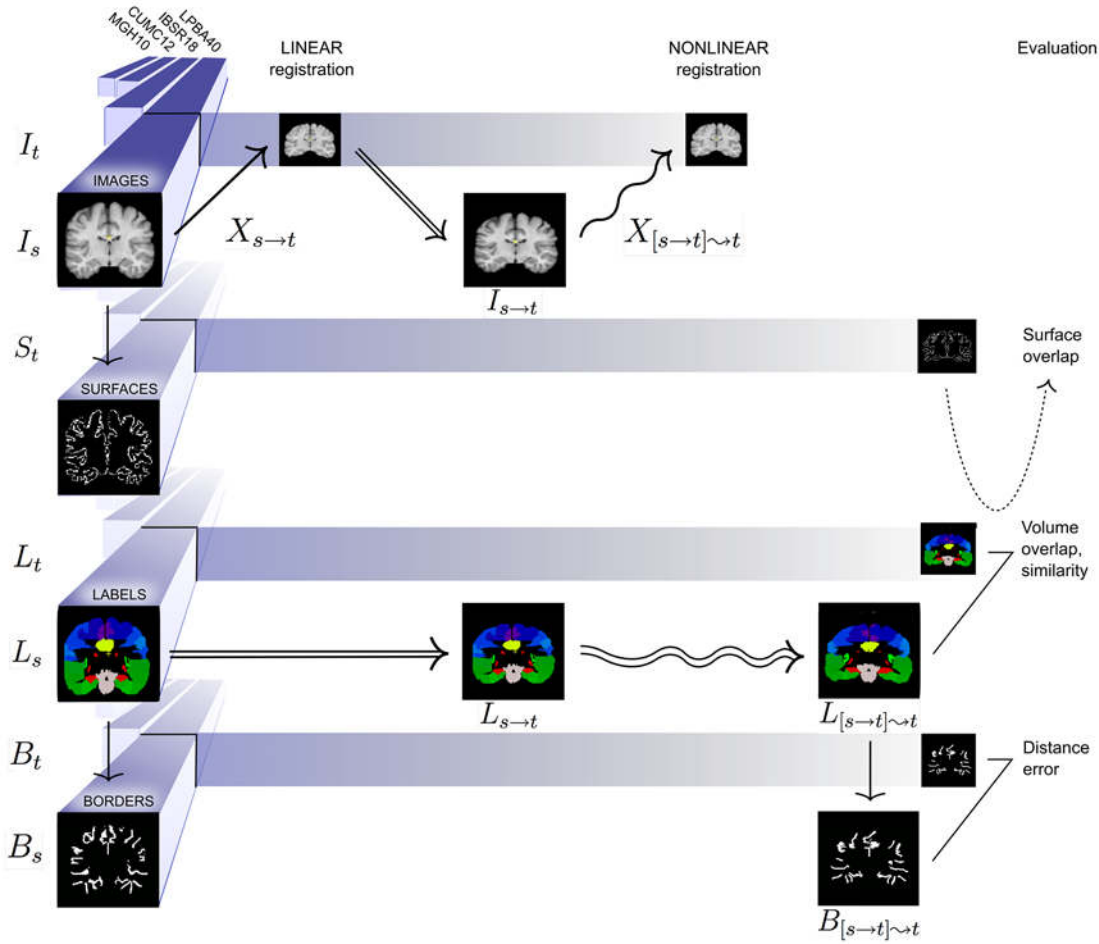 MGH10
CUMC12
IBSR18
LPBA40
LINEAR
registration
NONLINEAR
registration
Evaluation
I_t
IMAGES
I_s
X_{s→t}
I_{s→t}
X_{[s→t]↝t}
S_t
SURFACES
Surface
overlap
L_t
LABELS
Volume
overlap,
similarity
L_s
L_{s→t}
L_{[s→t]↝t}
B_t
BORDERS
Distance
error
B_s
B_{[s→t]↝t}